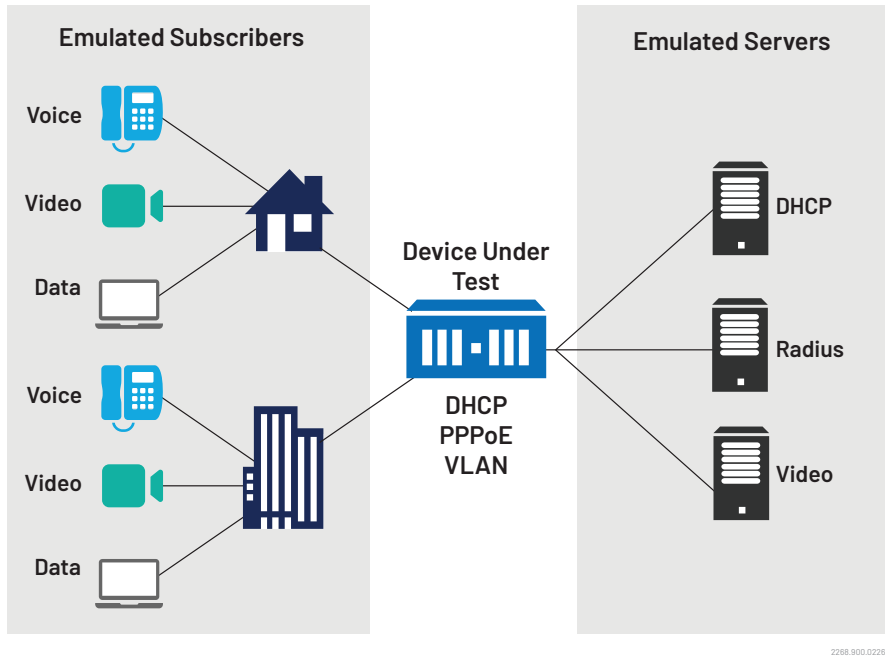 Emulated Subscribers
Voice
Video
Data
Voice
Video
Data
Device Under
Test
DHCP
PPPoE
VLAN
Emulated Servers
DHCP
Radius
Video
2288.900.0226